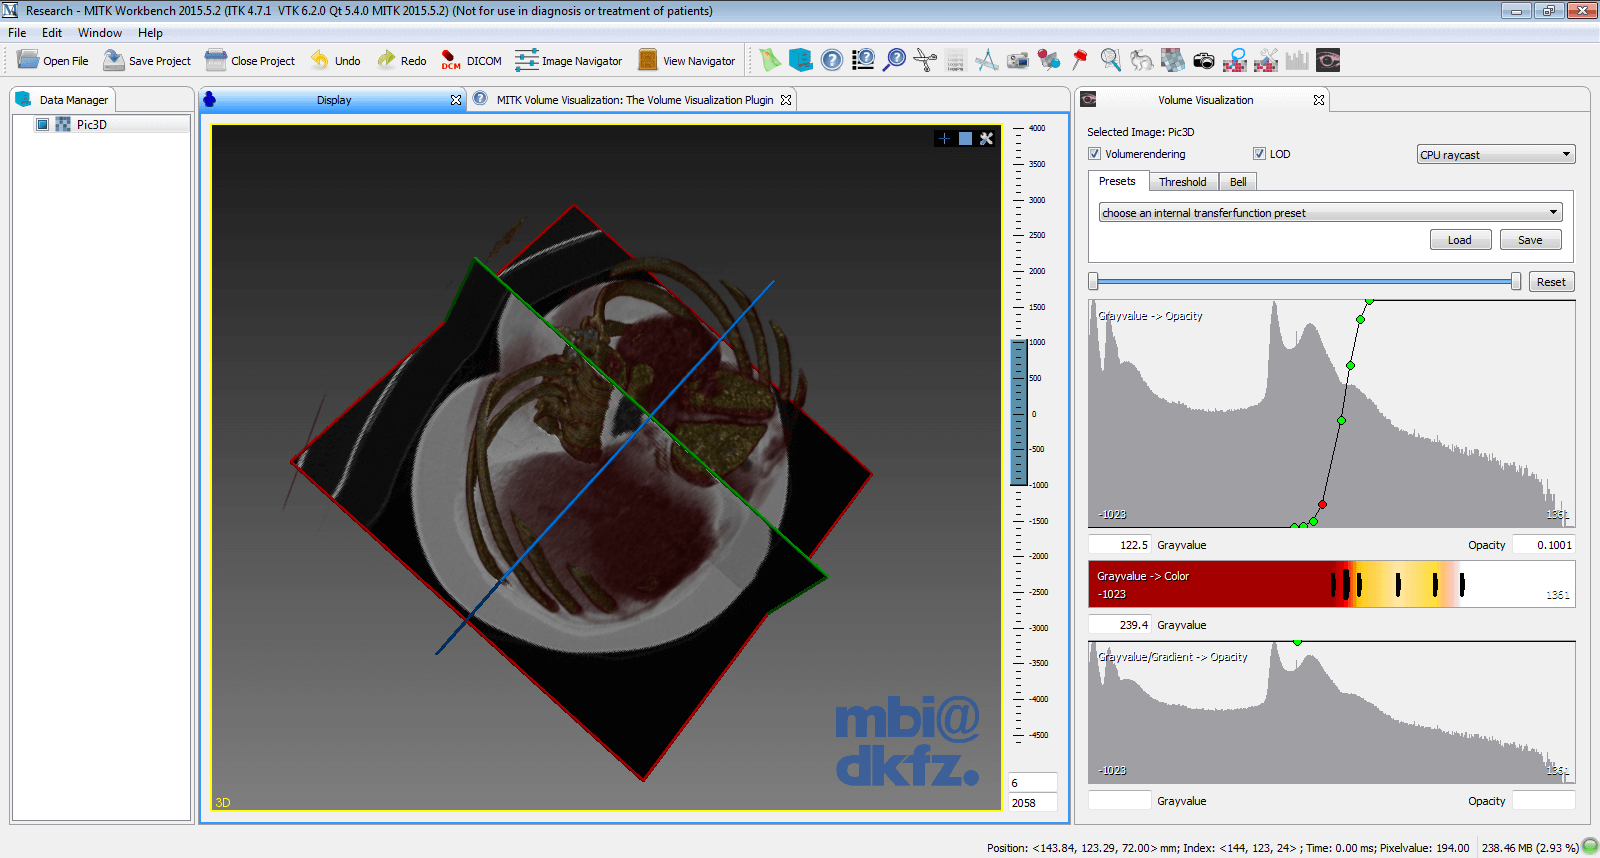 Research - MITK Workbench 2015.5.2 (ITK 4.7.1  VTK 6.2.0 Qt 5.4.0 MITK 2015.5.2) (Not for use in diagnosis or treatment of patients)
File Edit Window Help
Open File Save Project Close Project Undo Redo DCM DICOM Image Navigator View Navigator
Data Manager
Pic3D
Display
MITK Volume Visualization: The Volume Visualization Plugin
3D
mbi@
dkfz.
4000
3500
3000
2500
2000
1500
1000
500
0
-500
-1000
-1500
-2000
-2500
-3000
-3500
-4000
-4500
6
2058
Volume Visualization
Selected Image: Pic3D
Volumerendering LOD CPU raycast
Presets Threshold Bell
choose an internal transferfunction preset
Load Save
Reset
Grayvalue -> Opacity
-1023 1361
122.5 Grayvalue Opacity 0.1001
Grayvalue -> Color
-1023 1361
239.4 Grayvalue
Grayvalue/Gradient -> Opacity
-1023 1361
Grayvalue Opacity
Position: <143.84, 123.29, 72.00> mm; Index: <144, 123, 24> ; Time: 0.00 ms; Pixelvalue: 194.00 238.46 MB (2.93 %)